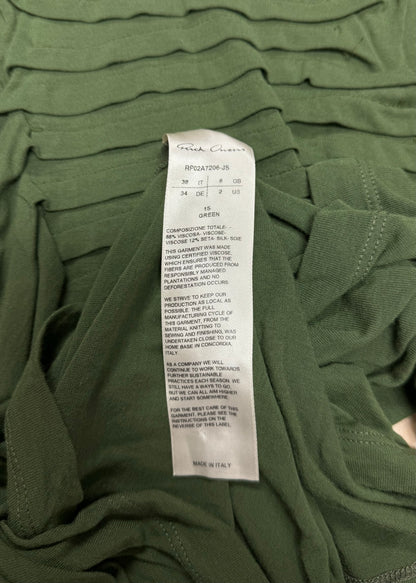 Rick Owens
RP02A7206-JS
38 IT 6 GB
34 DE 2 US
15
GREEN
COMPOSIZIONE TOTALE-
88% VISCOSA- VISCOSE-
VISCOSE 12% SETA- SILK- SOIE
THIS GARMENT WAS MADE
USING CERTIFIED VISCOSE,
WHICH ENSURES THAT THE
FIBERS ARE PRODUCED FROM
RESPONSIBLY MANAGED
PLANTATIONS AND NO
DEFORESTATION OCCURS.
WE STRIVE TO KEEP OUR
PRODUCTION AS LOCAL AS
POSSIBLE. THE FULL
MANUFACTURING CYCLE OF
THIS GARMENT, FROM THE
MATERIAL KNITTING TO
SEWING AND FINISHING, WAS
UNDERTAKEN CLOSE TO OUR
HOME BASE IN CONCORDIA,
ITALY.
AS A COMPANY WE WILL
CONTINUE TO WORK TOWARDS
FURTHER SUSTAINABLE
PRACTICES EACH SEASON. WE
STILL HAVE A WAYS TO GO,
BUT WE CAN ALL AIM HIGHER
AND START SOMEWHERE.
FOR THE BEST CARE OF THIS
GARMENT, PLEASE SEE THE
INSTRUCTIONS ON THE
REVERSE OF THIS LABEL.
MADE IN ITALY